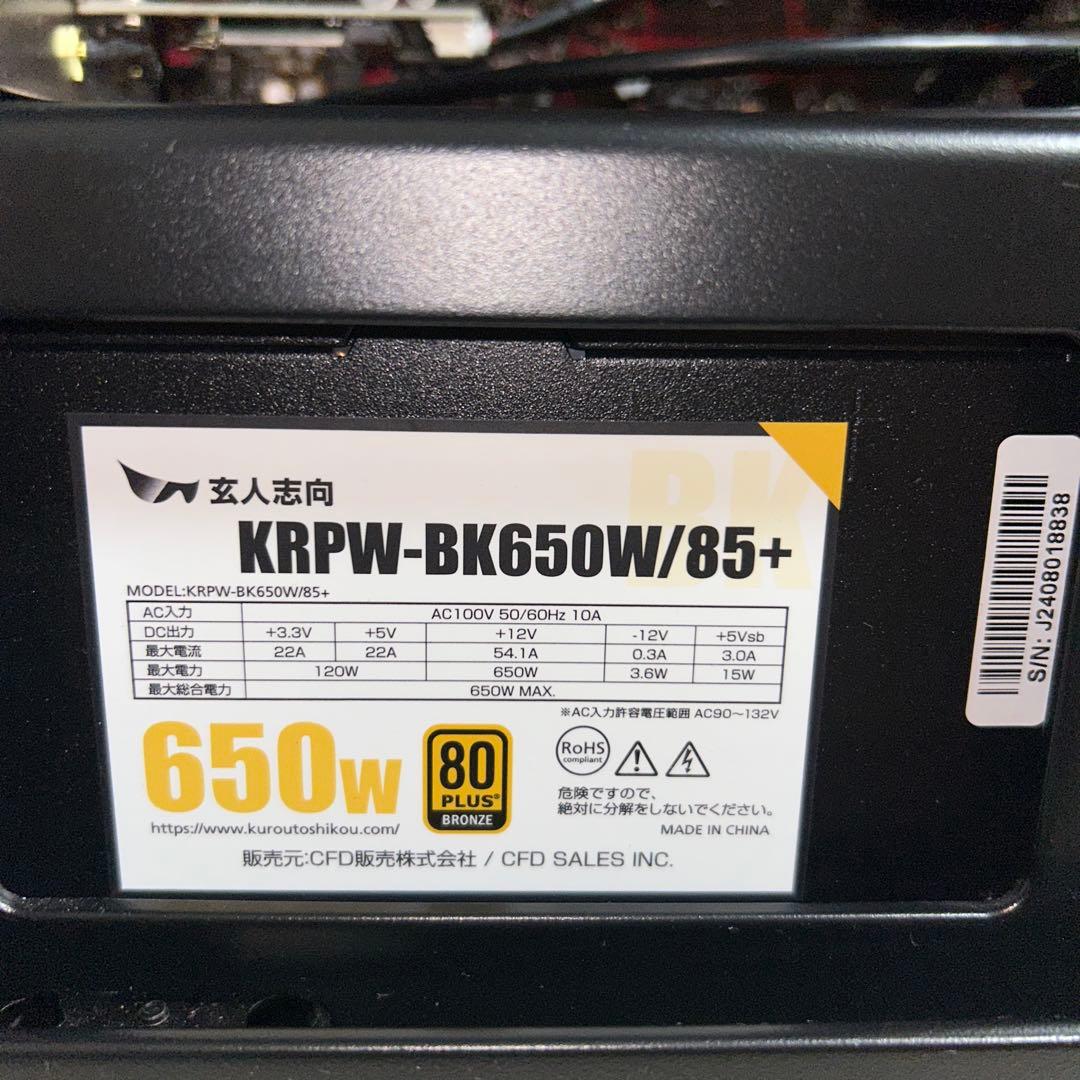 BK
玄人志向
KRPW-BK650W/85+
MODEL:KRPW-BK650W/85+
AC入力 AC100V 50/60Hz 10A
DC出力 +3.3V +5V +12V -12V +5Vsb
最大電流 22A 22A 54.1A 0.3A 3.0A
最大電力 120W 650W 3.6W 15W
最大総合電力 650W MAX.
※AC入力許容電圧範囲 AC90～132V
650W
80
PLUS®
BRONZE
RoHS
compliant
危険ですので、
絶対に分解をしないでください。
https://www.kuroutoshikou.com/
MADE IN CHINA
販売元:CFD販売株式会社 / CFD SALES INC.
S/N: J2408018838